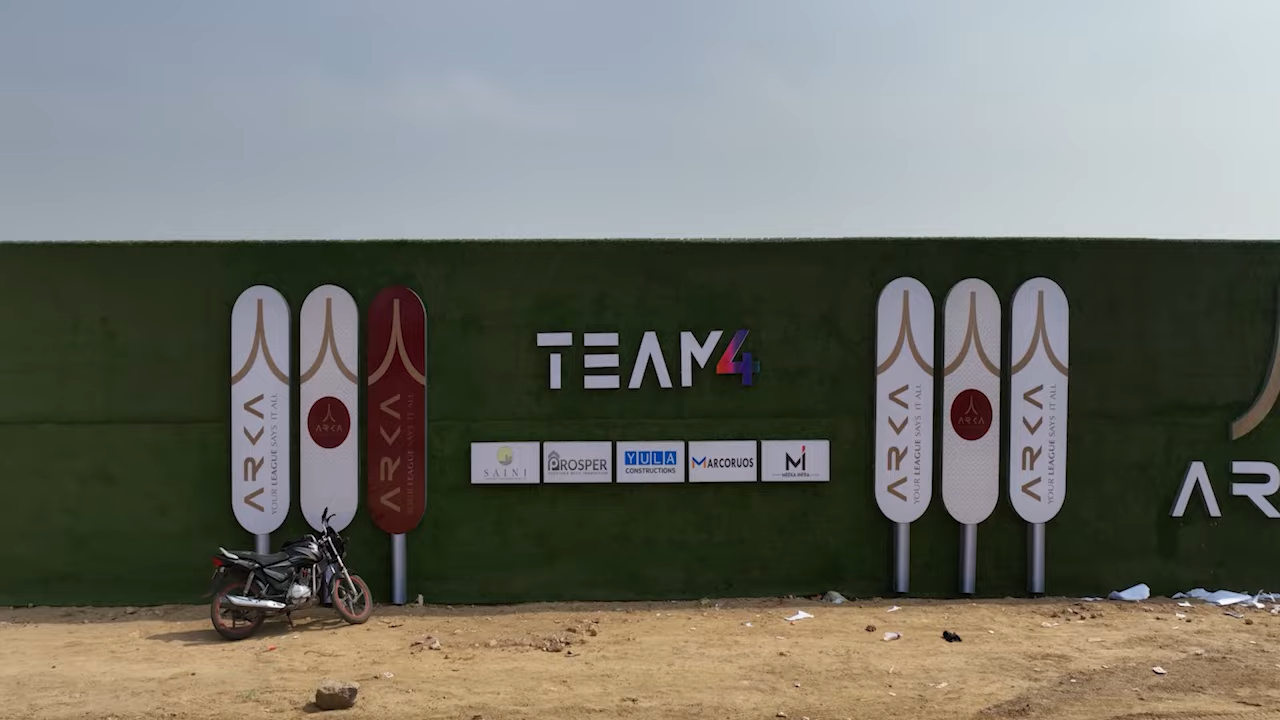 ARKA
YOUR LEAGUE SAYS IT ALL
ARKA
ARKA
YOUR LEAGUE SAYS IT ALL
TEAM4
SAINI
PROSPER
YULA
CONSTRUCTIONS
MARCORUOS
MI
ARKA
YOUR LEAGUE SAYS IT ALL
ARKA
ARKA
YOUR LEAGUE SAYS IT ALL
AR